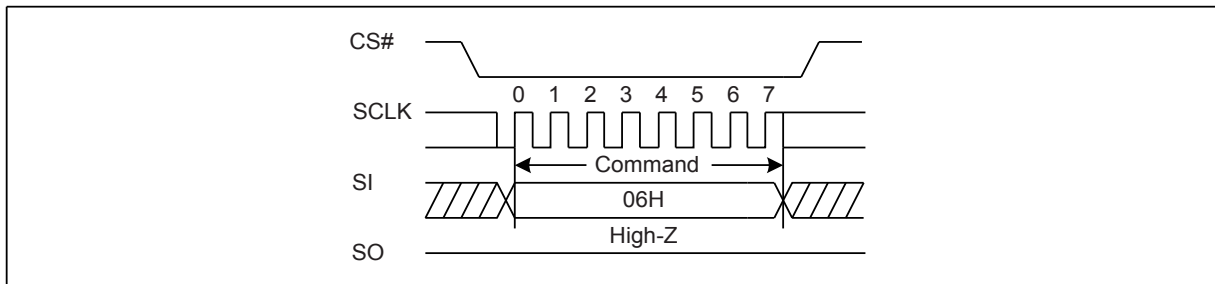 CS#
0 1 2 3 4 5 6 7
SCLK
Command
SI
06H
High-Z
SO